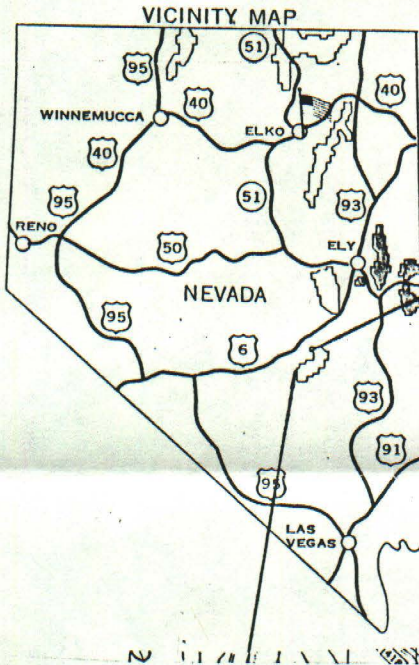 VICINITY MAP
51
95
40
40
WINNEMUCCA
ELKO
40
51
93
95
RENO
50
ELY
NEVADA
95
6
93
91
95
LAS
VEGAS